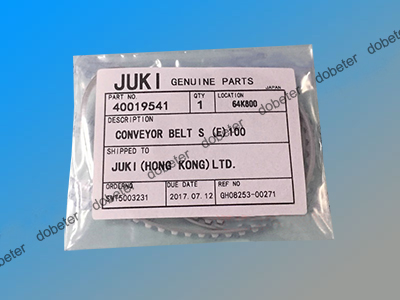 JUKI GENUINE PARTS
JAPAN
PART NO. QTY LOCATION
40019541 1 64K800
DESCRIPTION
CONVEYOR BELT S (E)100
SHIPPED TO
JUKI(HONG KONG)LTD.
ORDER NO. DUE DATE REF NO
2017.07.12 GH08253-00271
dobeter
dobeter
dobeter
dobeter
dobeter
dobeter